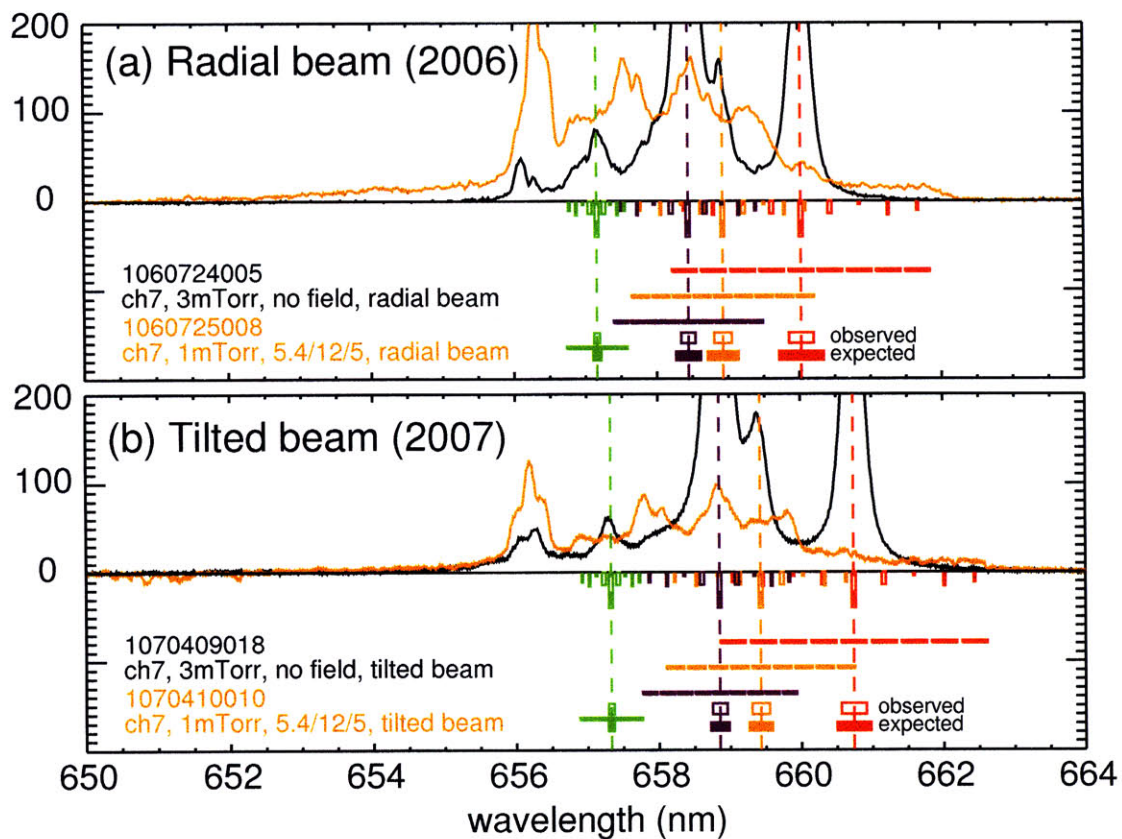 200
(a) Radial beam (2006)
100
0
1060724005
ch7, 3mTorr, no field, radial beam
1060725008
ch7, 1mTorr, 5.4/12/5, radial beam
observed
expected
200
(b) Tilted beam (2007)
100
0
1070409018
ch7, 3mTorr, no field, tilted beam
1070410010
ch7, 1mTorr, 5.4/12/5, tilted beam
observed
expected
650 652 654 656 658 660 662 664
wavelength (nm)